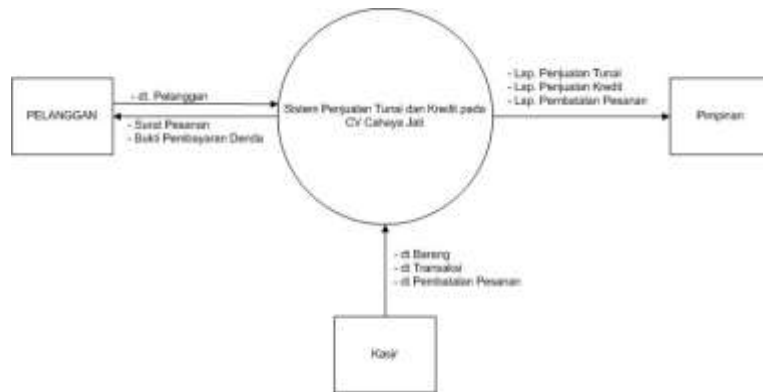 PELANGGAN
- dt. Pelanggan
- Surat Pesanan
- Bukti Pembayaran Denda
Sistem Penjualan Tunai dan Kredit pada
CV Cahaya Jati
- Lap. Penjualan Tunai
- Lap. Penjualan Kredit
- Lap. Pembatalan Pesanan
Pimpinan
- dt Barang
- dt Transaksi
- dt Pembatalan Pesanan
Kasir